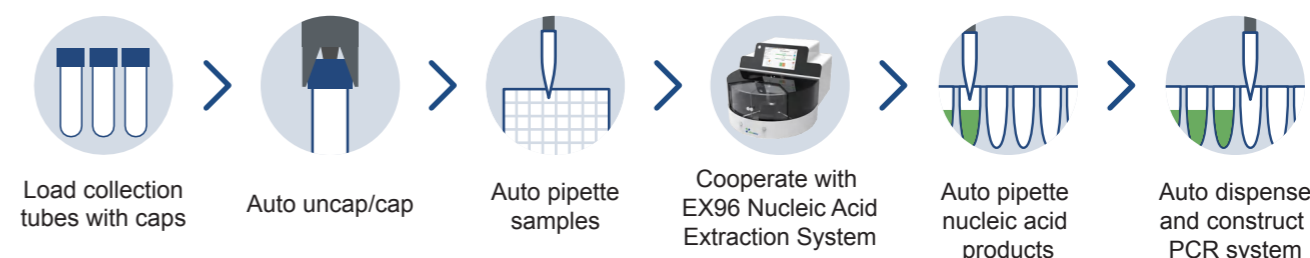 Load collection
tubes with caps
Auto uncap/cap
Auto pipette
samples
Cooperate with
EX96 Nucleic Acid
Extraction System
Auto pipette
nucleic acid
products
Auto dispense
and construct
PCR system